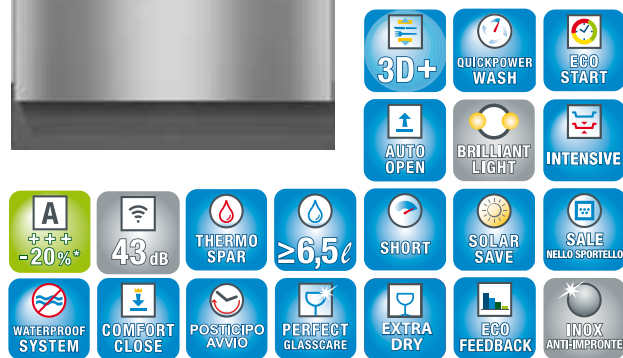 3D+
QUICKPOWER
WASH
ECO
START
AUTO
OPEN
BRILLIANT
LIGHT
INTENSIVE
A
+++
-20%*
43 dB
THERMO
SPAR
≥6,5ℓ
SHORT
SOLAR
SAVE
SALE
NELLO SPORTELLO
WATERPROOF
SYSTEM
COMFORT
CLOSE
POSTICIPO
AVVIO
PERFECT
GLASSCARE
EXTRA
DRY
ECO
FEEDBACK
INOX
ANTI-IMPRONTE